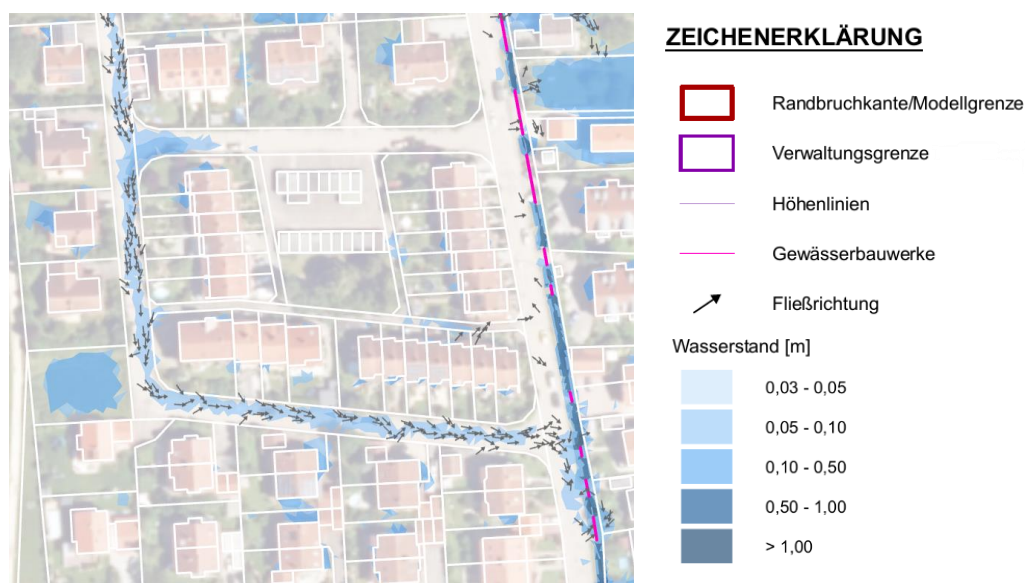 ZEICHENERKLÄRUNG
Randbruchkante/Modellgrenze
Verwaltungsgrenze
Höhenlinien
Gewässerbauwerke
Fließrichtung
Wasserstand [m]
0,03 - 0,05
0,05 - 0,10
0,10 - 0,50
0,50 - 1,00
> 1,00